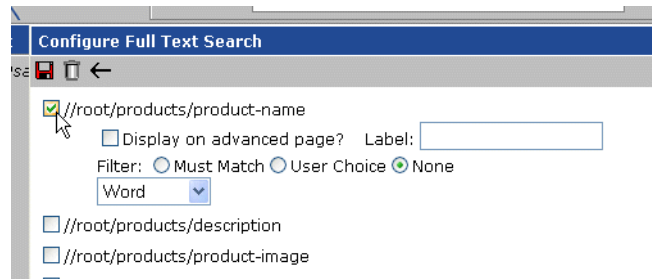 Configure Full Text Search
//root/products/product-name
Display on advanced page? Label:
Filter: Must Match User Choice None
Word
//root/products/description
//root/products/product-image